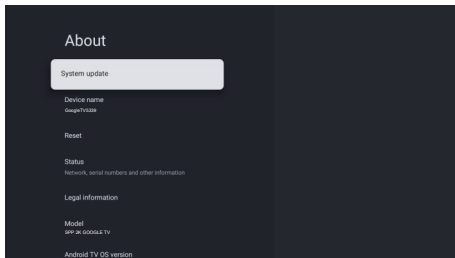 About
System update
Device name
GoogleTV5339
Reset
Status
Network, serial numbers and other information
Legal information
Model
SPP JK GOOGLE TV
Android TV OS version